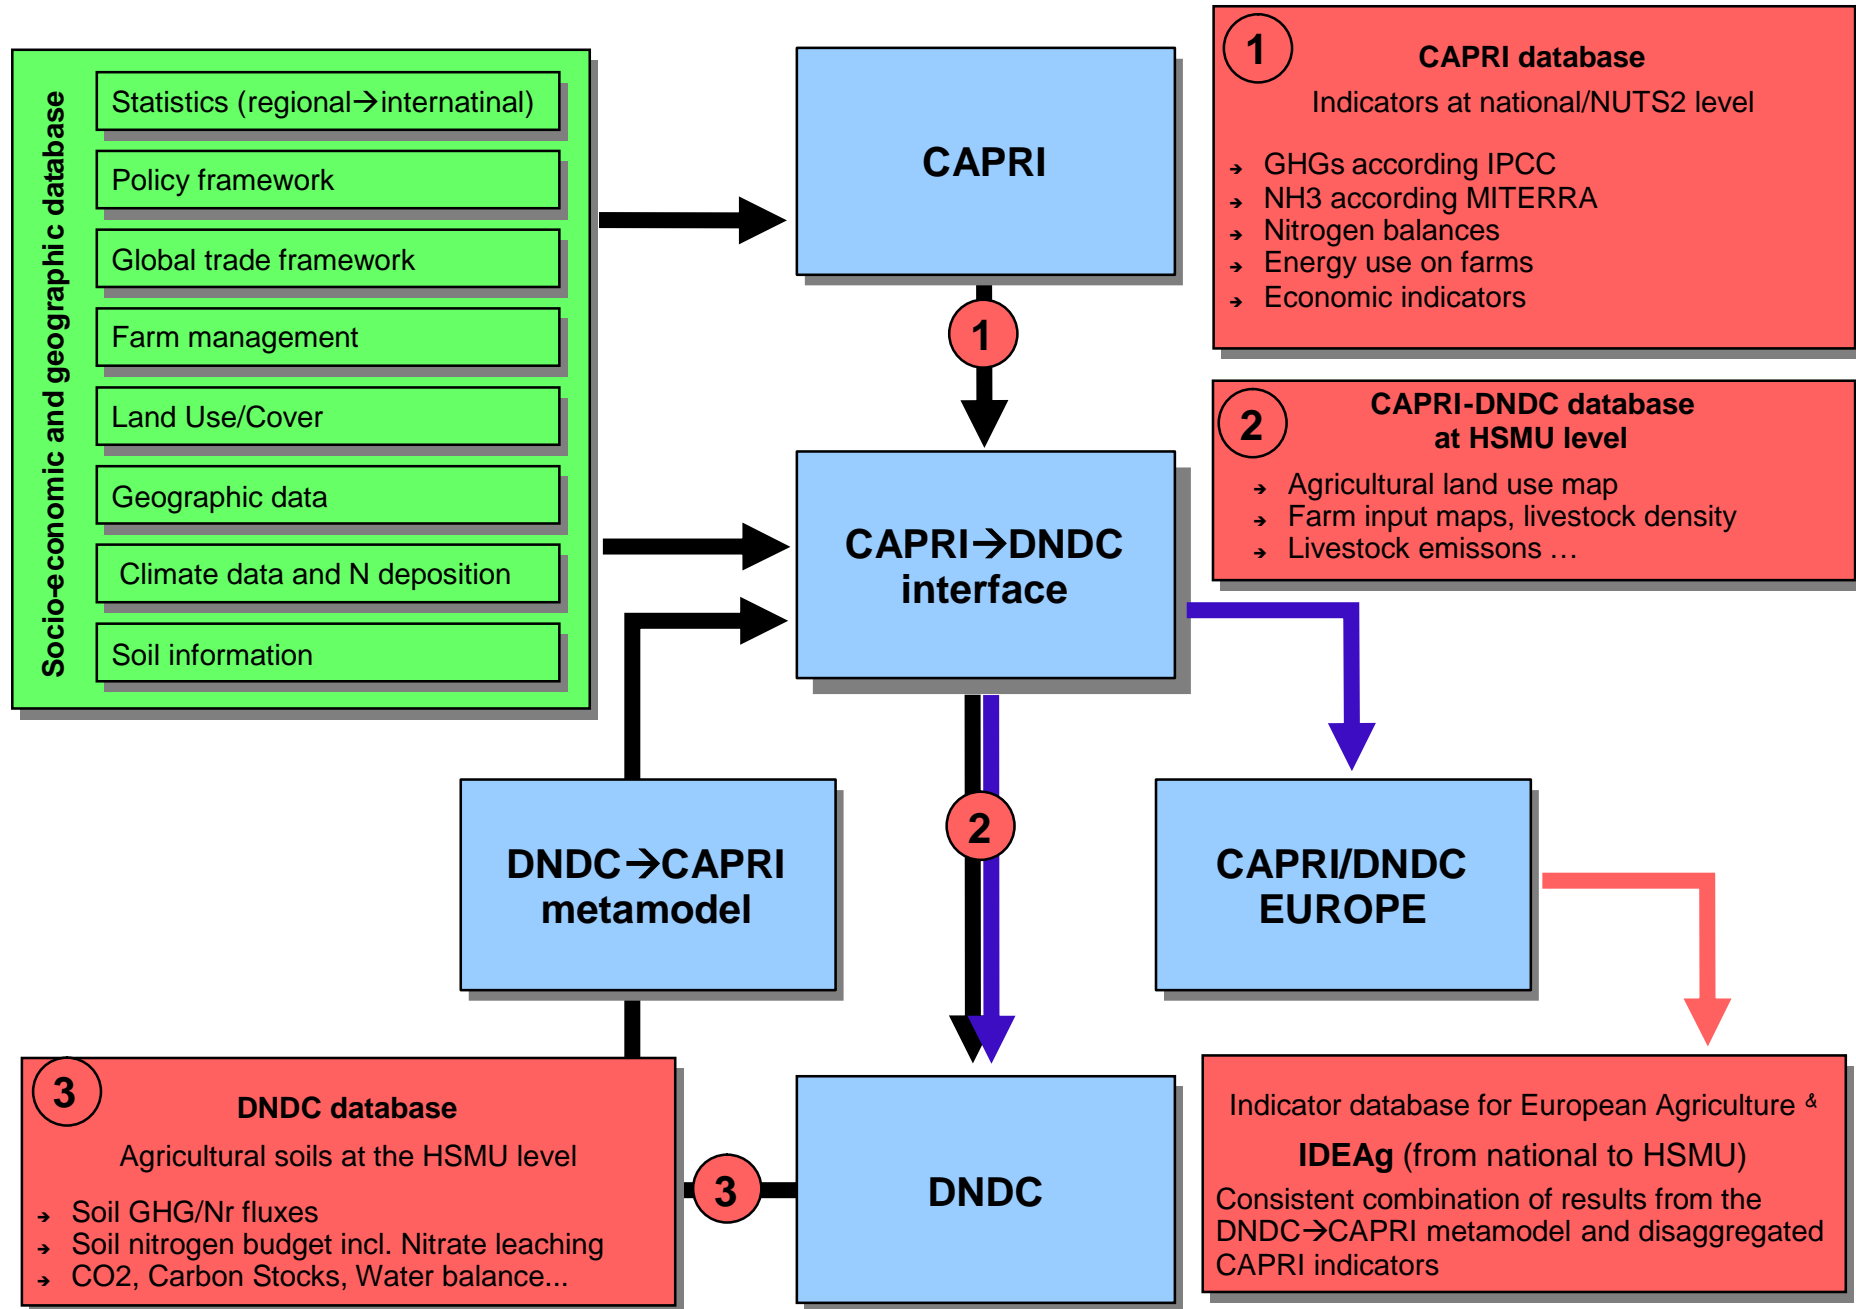 Socio-economic and geographic database
Statistics (regional→internatinal)
Policy framework
Global trade framework
Farm management
Land Use/Cover
Geographic data
Climate data and N deposition
Soil information
CAPRI
1
CAPRI→DNDC
interface
2
DNDC→CAPRI
metamodel
CAPRI/DNDC
EUROPE
DNDC
3
1
CAPRI database
Indicators at national/NUTS2 level
→ GHGs according IPCC
→ NH3 according MITERRA
→ Nitrogen balances
→ Energy use on farms
→ Economic indicators
2
CAPRI-DNDC database
at HSMU level
→ Agricultural land use map
→ Farm input maps, livestock density
→ Livestock emissons …
3
DNDC database
Agricultural soils at the HSMU level
→ Soil GHG/Nr fluxes
→ Soil nitrogen budget incl. Nitrate leaching
→ CO2, Carbon Stocks, Water balance...
Indicator database for European Agriculture &
IDEAg (from national to HSMU)
Consistent combination of results from the
DNDC→CAPRI metamodel and disaggregated
CAPRI indicators